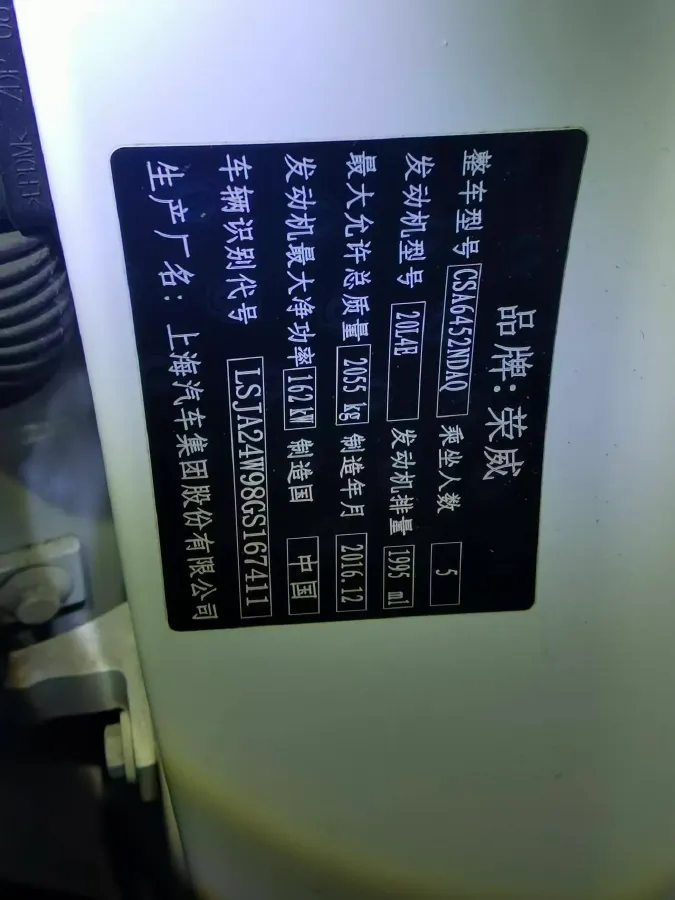 品牌: 荣威
整车型号 CSA6452NDAQ 乘坐人数 5
发动机型号 20L4E 发动机排量 1995 ml
最大允许总质量 2055 kg 制造年月 2016.12
发动机最大净功率 162 kW 制造国 中国
车辆识别代号 LSJA24W98GS167411
生产厂名: 上海汽车集团股份有限公司